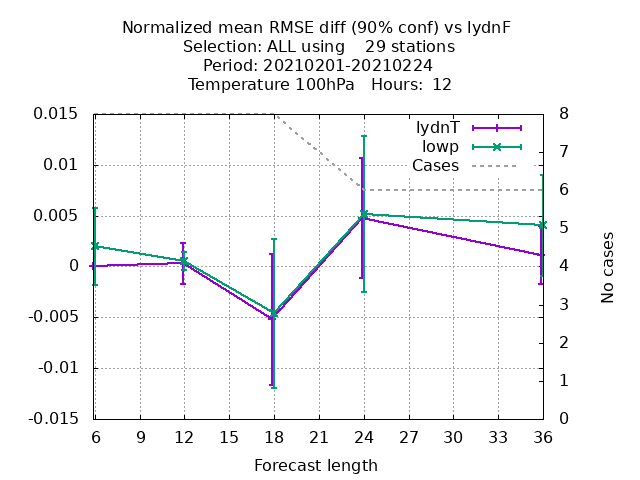 Normalized mean RMSE diff (90% conf) vs lydnF
Selection: ALL using    29 stations
Period: 20210201-20210224
Temperature 100hPa   Hours:  12
0.015
0.01
0.005
0
-0.005
-0.01
-0.015
8
7
6
5
4
3
2
1
0
lydnT
lowp
Cases
No cases
6 9 12 15 18 21 24 27 30 33 36
Forecast length